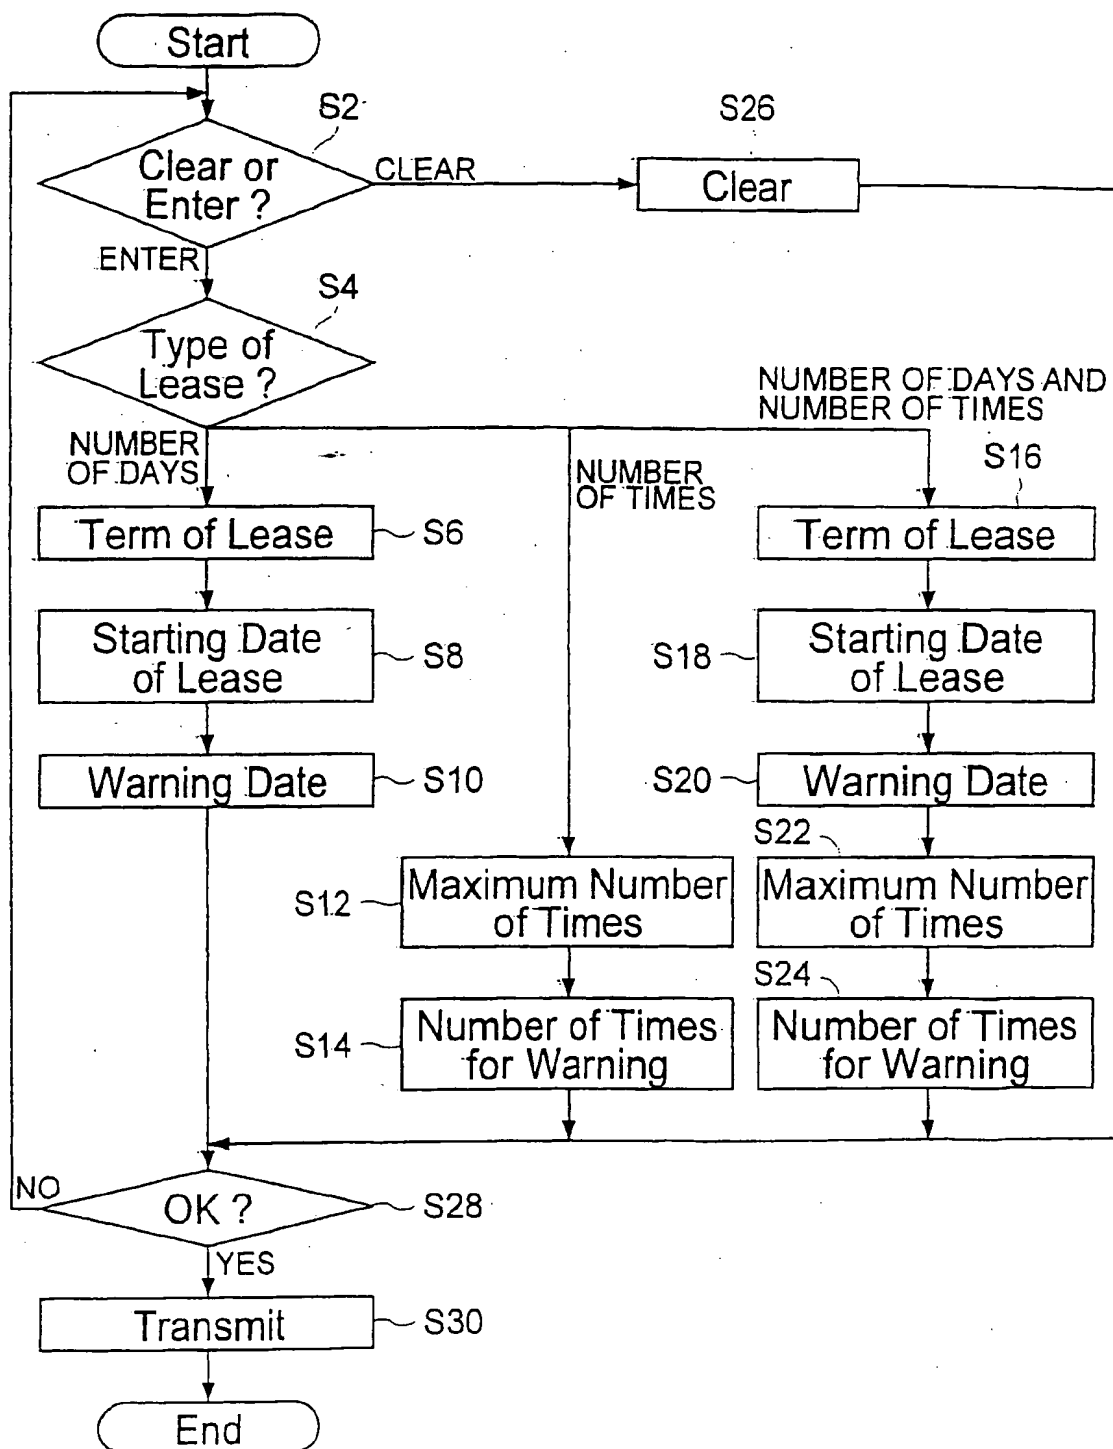 Start
S2
S26
Clear or
Enter ?
CLEAR
Clear
ENTER
S4
Type of
Lease ?
NUMBER OF DAYS AND
NUMBER OF TIMES
NUMBER
OF DAYS
NUMBER
OF TIMES
S16
Term of Lease
S6
Term of Lease
Starting Date
of Lease
S8
S18
Starting Date
of Lease
Warning Date
S10
S20
Warning Date
S22
S12
Maximum Number
of Times
Maximum Number
of Times
S24
S14
Number of Times
for Warning
Number of Times
for Warning
NO
OK ?
S28
YES
Transmit
S30
End